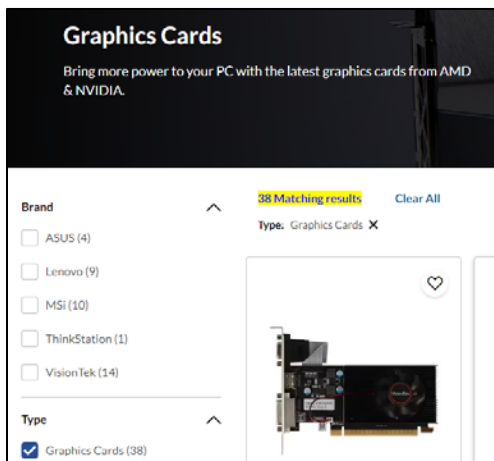 Graphics Cards
Bring more power to your PC with the latest graphics cards from AMD
& NVIDIA.
Brand
ASUS (4)
Lenovo (9)
MSi (10)
ThinkStation (1)
VisionTek (14)
Type
Graphics Cards (38)
38 Matching results Clear All
Type: Graphics Cards X